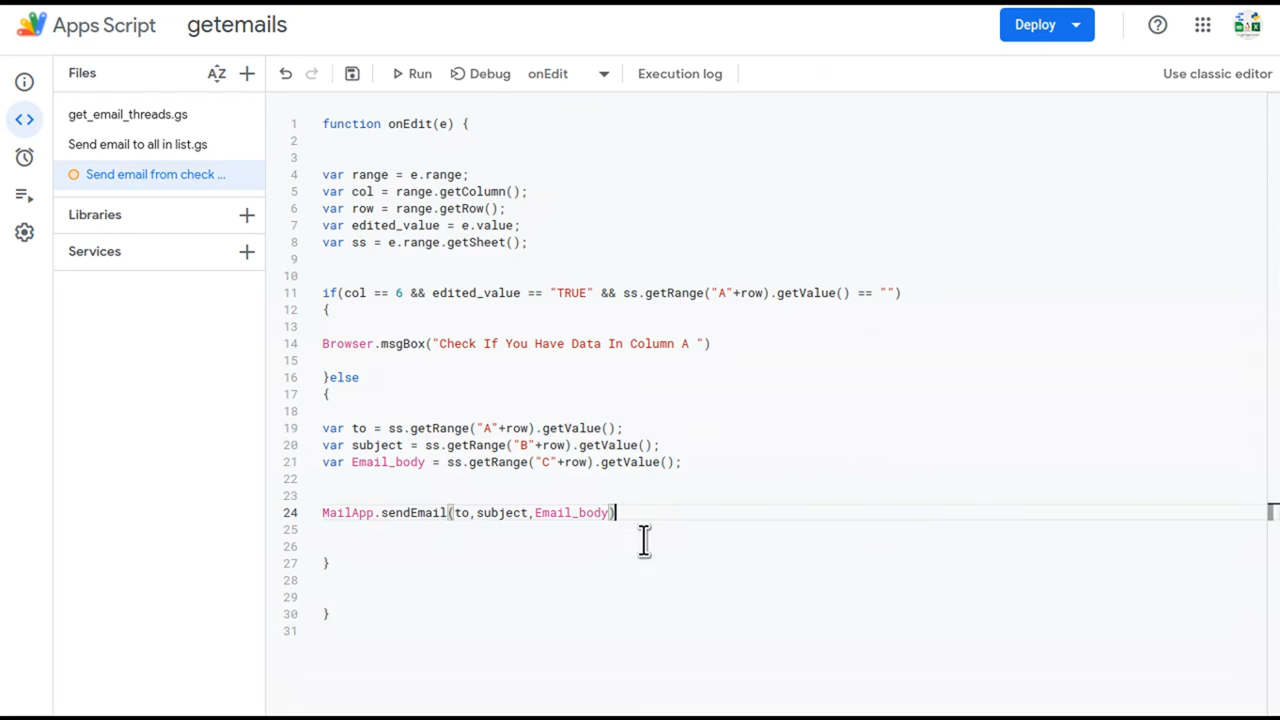 Apps Script
getemails
Deploy
Files
AZ
Run
Debug
onEdit
Execution log
Use classic editor
get_email_threads.gs
Send email to all in list.gs
Send email from check ...
Libraries
Services
1 function onEdit(e) {
2
3
4 var range = e.range;
5 var col = range.getColumn();
6 var row = range.getRow();
7 var edited_value = e.value;
8 var ss = e.range.getSheet();
9
10
11 if(col == 6 && edited_value == "TRUE" && ss.getRange("A"+row).getValue() == "")
12 {
13
14 Browser.msgBox("Check If You Have Data In Column A ")
15
16 }else
17 {
18
19 var to = ss.getRange("A"+row).getValue();
20 var subject = ss.getRange("B"+row).getValue();
21 var Email_body = ss.getRange("C"+row).getValue();
22
23
24 MailApp.sendEmail(to,subject,Email_body)
25
26
27 }
28
29
30 }
31